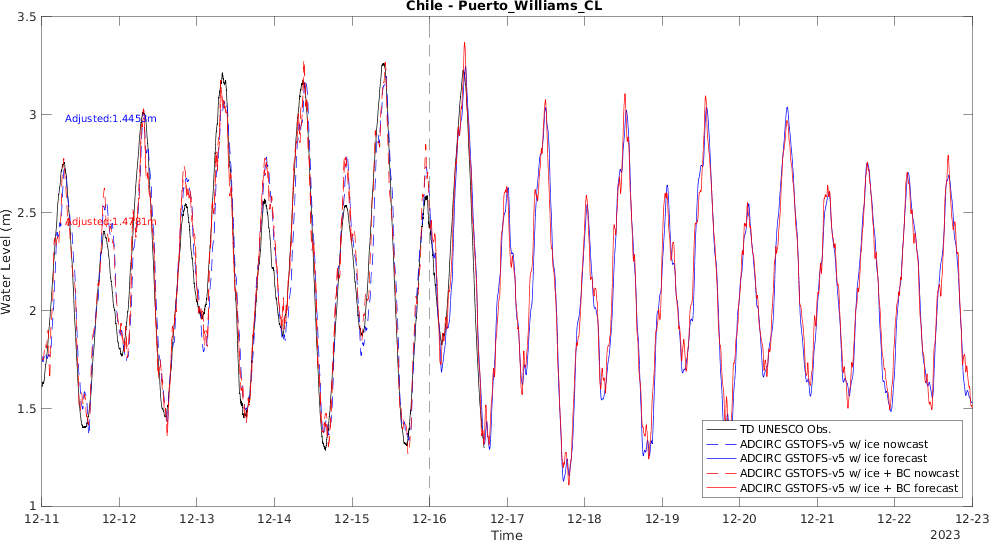 Chile - Puerto_Williams_CL
3.5
3
2.5
2
1.5
1
Water Level (m)
Adjusted:1.4453m
Adjusted:1.4781m
TD UNESCO Obs.
ADCIRC GSTOFS-v5 w/ ice nowcast
ADCIRC GSTOFS-v5 w/ ice forecast
ADCIRC GSTOFS-v5 w/ ice + BC nowcast
ADCIRC GSTOFS-v5 w/ ice + BC forecast
12-11 12-12 12-13 12-14 12-15 12-16 12-17 12-18 12-19 12-20 12-21 12-22 12-23
Time
2023